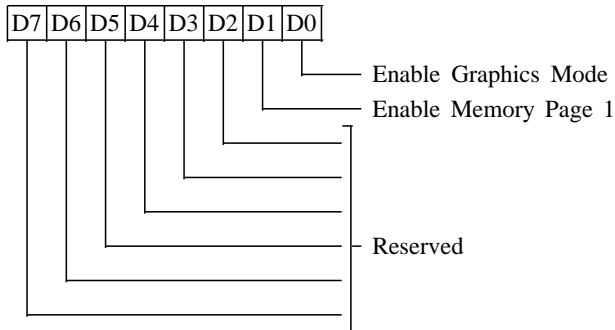 D7 D6 D5 D4 D3 D2 D1 D0
Enable Graphics Mode
Enable Memory Page 1
Reserved